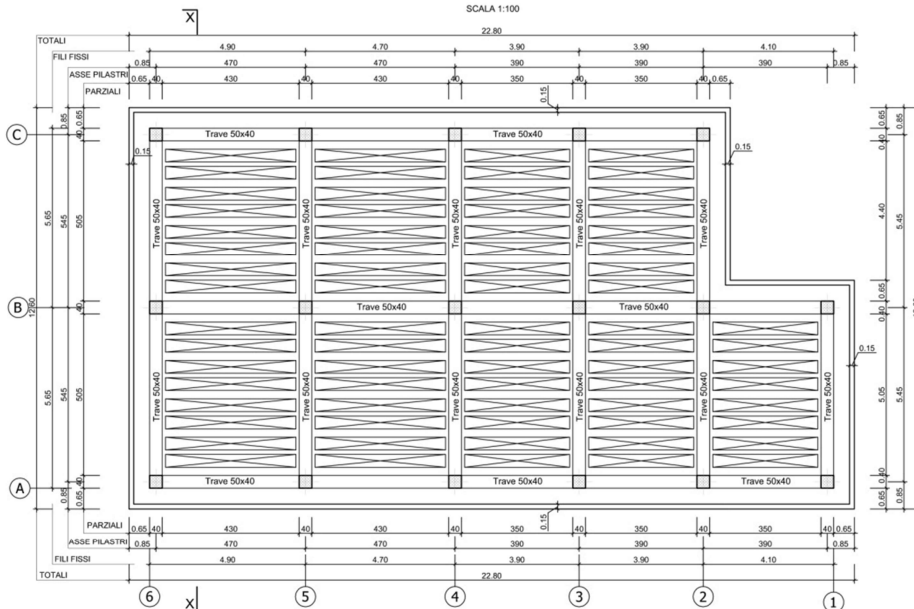 SCALA 1:100
X
22.80
TOTALI
4.90 4.70 3.90 3.90 4.10
FILI FISSI
0.85 470 470 390 390 390 0.85
ASSE PILASTRI
0.65 40 430 40 430 40 350 40 350 40 0.65
PARZIALI
0.15
C
Trave 50x40 Trave 50x40
0.15 0.15
Trave 50x40 Trave 50x40 Trave 50x40 Trave 50x40 Trave 50x40
B
Trave 50x40 Trave 50x40
0.15
Trave 50x40 Trave 50x40 Trave 50x40 Trave 50x40 Trave 50x40 Trave 50x40
A
Trave 50x40 Trave 50x40 Trave 50x40
0.15
12.60
5.65 5.65
0.85 545 545 0.85
0.65 40 505 40 505 40 0.65
0.65 0.40 4.40 0.65 0.40 5.05 0.40 0.65
0.85 5.45 5.45 0.85
PARZIALI
0.65 40 430 40 430 40 350 40 350 40 350 40 0.65
ASSE PILASTRI
0.85 470 470 390 390 390 0.85
FILI FISSI
4.90 4.70 3.90 3.90 4.10
TOTALI
22.80
X
6 5 4 3 2 1